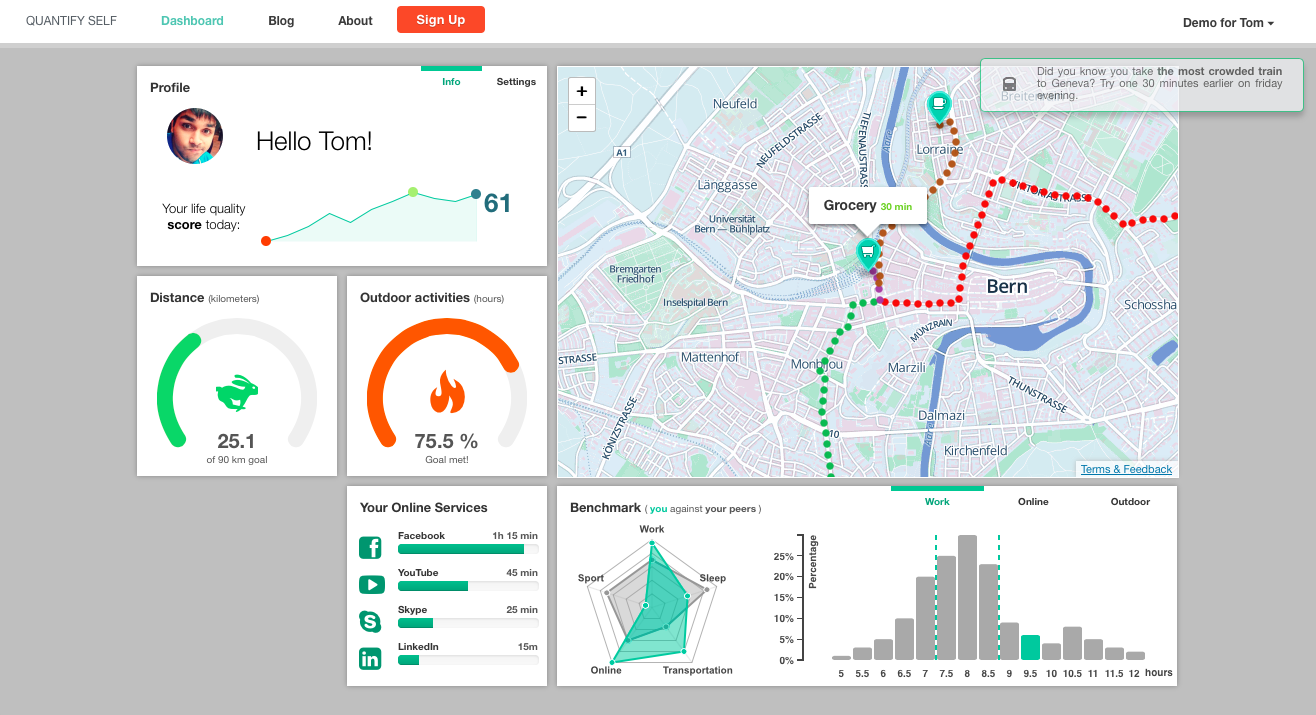 QUANTIFY SELF Dashboard Blog About Sign Up Demo for Tom
Profile
Info Settings
Hello Tom!
Your life quality
score today:
61
Distance (kilometers)
25.1
of 90 km goal
Outdoor activities (hours)
75.5 %
Goal met!
+
−
Did you know you take the most crowded train
to Geneva? Try one 30 minutes earlier on friday
evening.
Neufeld
A1
NEUFELDSTRASSE
TIEFENAUSTRASSE
Aare
Lorraine
Länggasse
Grocery 30 min
VICTORIASTRASSE
Universität
Bern — Bühlplatz
Bremgarten
Friedhof
Inselspital Bern
Bern
Schossha
MÜNZRAIN
STRASSE
Mattenhof
Monbijou
Marzili
THUNSTRASSE
KÖNIZSTRASSE
Dalmazi
10
Aare
Kirchenfeld
Terms & Feedback
Your Online Services
Facebook 1h 15 min
YouTube 45 min
Skype 25 min
LinkedIn 15m
Benchmark ( you against your peers )
Work Online Outdoor
Work
Sport
Sleep
Online
Transportation
Percentage
25%
20%
15%
10%
5%
0%
5 5.5 6 6.5 7 7.5 8 8.5 9 9.5 10 10.5 11 11.5 12 hours